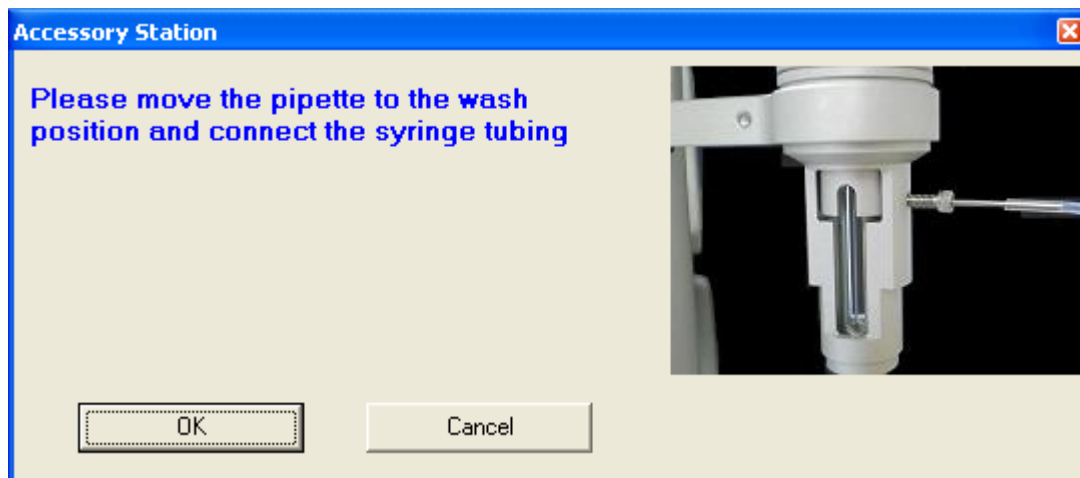 Accessory Station
Please move the pipette to the wash
position and connect the syringe tubing
OK
Cancel